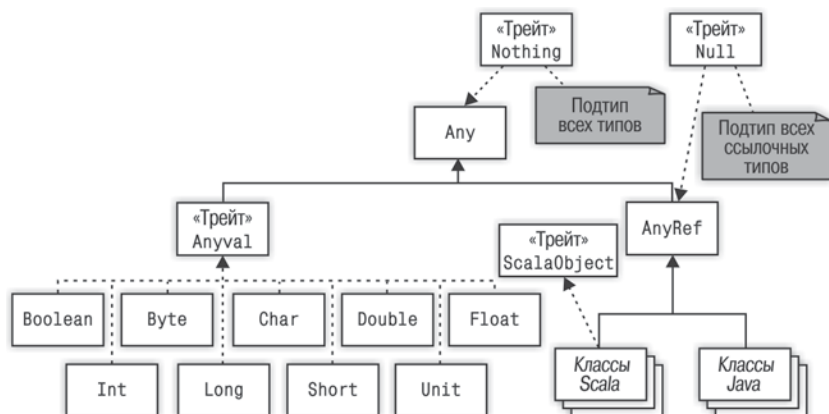 «Трейт»
Nothing
«Трейт»
Null
Any
Подтип
всех типов
Подтип всех
ссылочных
типов
«Трейт»
Anyval
«Трейт»
ScalaObject
AnyRef
Boolean
Byte
Char
Double
Float
Int
Long
Short
Unit
Классы
Scala
Классы
Java